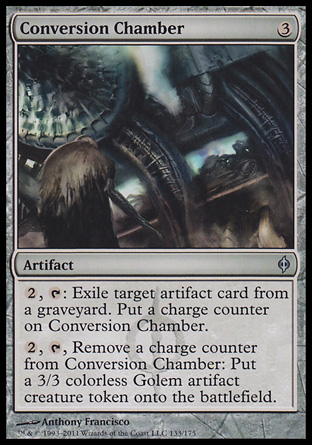 Conversion Chamber 3
Artifact
2, T: Exile target artifact card from
a graveyard. Put a charge counter
on Conversion Chamber.
2, T, Remove a charge counter
from Conversion Chamber: Put
a 3/3 colorless Golem artifact
creature token onto the battlefield.
Anthony Francisco
™ & © 1993–2011 Wizards of the Coast LLC 133/175